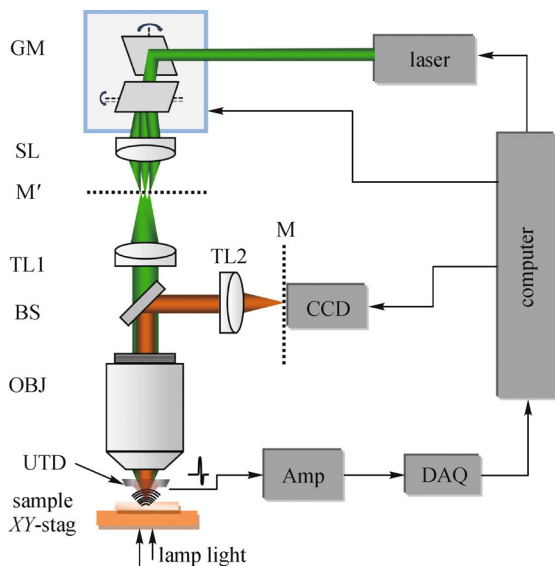 GM
laser
SL
M′
M
TL1
TL2
BS
CCD
computer
OBJ
UTD
Amp
DAQ
sample
XY-stag
lamp light